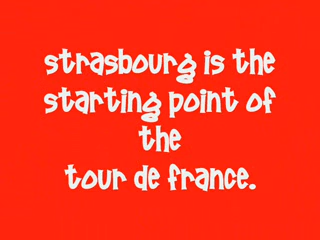 strasbourg is the
starting point of
the
tour de france.